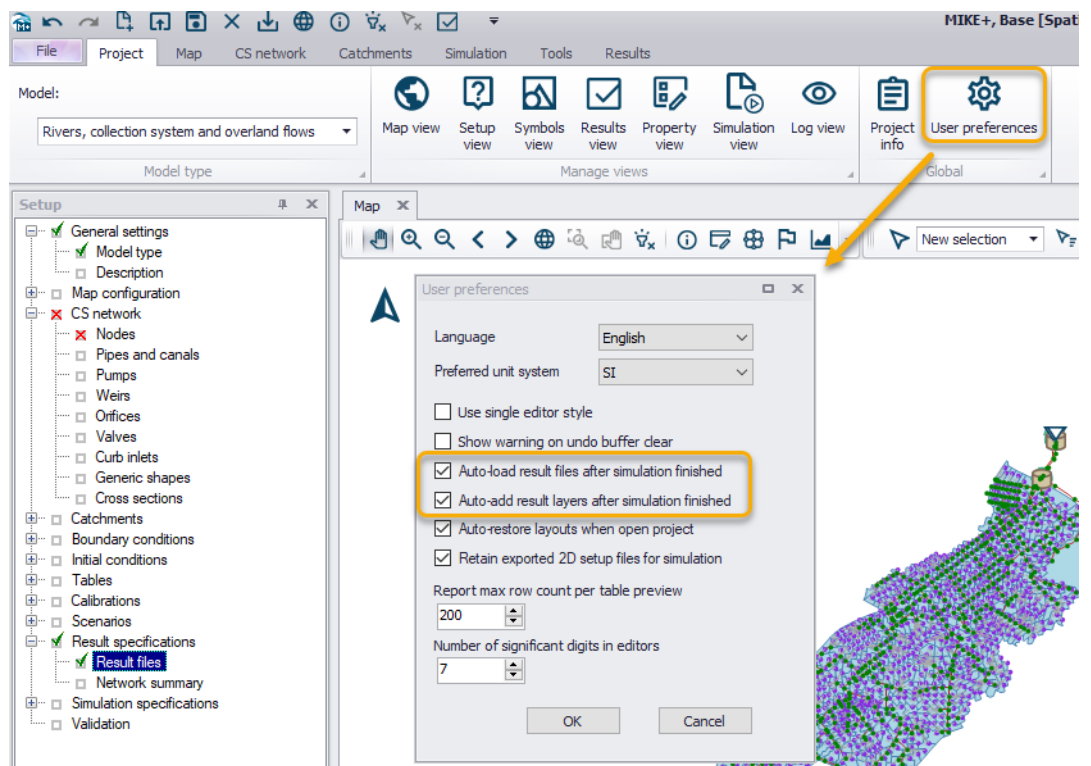 MIKE+, Base [Spati
File Project Map CS network Catchments Simulation Tools Results
Model:
Rivers, collection system and overland flows
Model type
Map view Setup view Symbols view Results view Property view Simulation view Log view
Manage views
Project info User preferences
Global
Setup
General settings
Model type
Description
Map configuration
CS network
Nodes
Pipes and canals
Pumps
Weirs
Orifices
Valves
Curb inlets
Generic shapes
Cross sections
Catchments
Boundary conditions
Initial conditions
Tables
Calibrations
Scenarios
Result specifications
Result files
Network summary
Simulation specifications
Validation
Map
New selection
User preferences
Language English
Preferred unit system SI
Use single editor style
Show warning on undo buffer clear
Auto-load result files after simulation finished
Auto-add result layers after simulation finished
Auto-restore layouts when open project
Retain exported 2D setup files for simulation
Report max row count per table preview
200
Number of significant digits in editors
7
OK Cancel